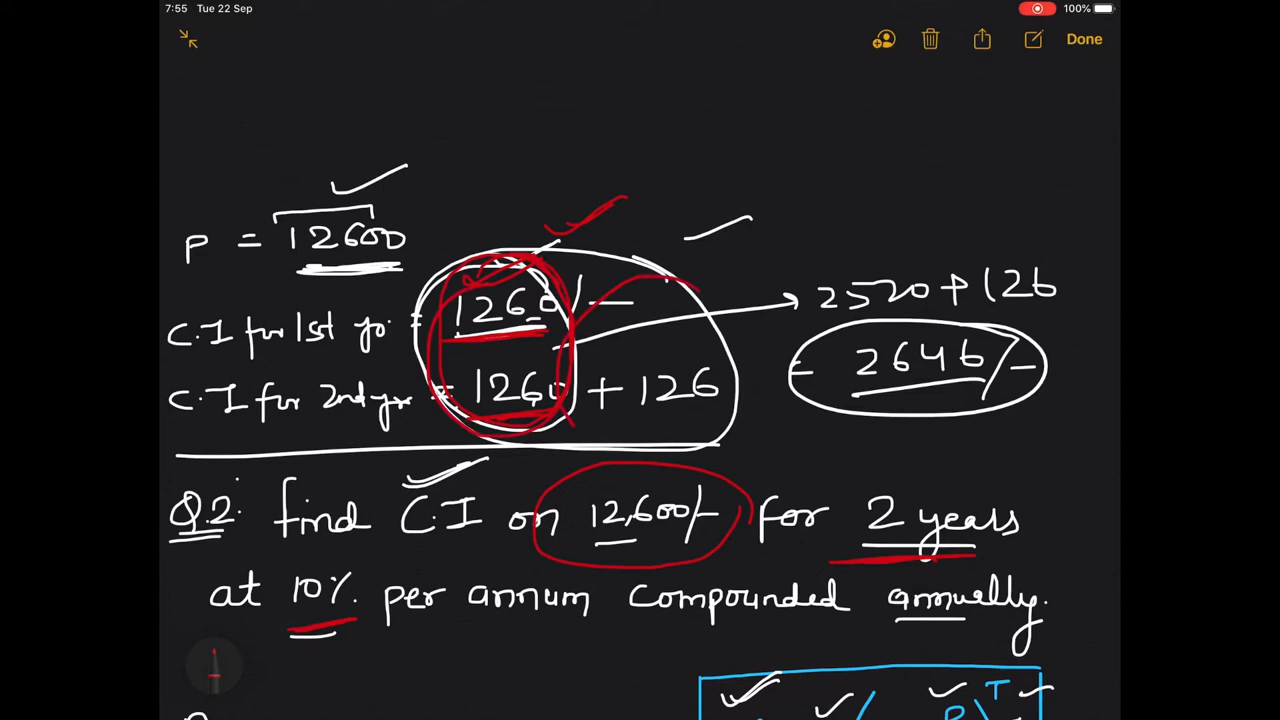 7:55 Tue 22 Sep
100%
Done
P = 12600
C.I for 1st yr = 1260/-
C.I for 2nd yr = 1260 + 126
2520 + 126
= 2646/-
Q.2: find C.I on 12,600/- for 2 years
at 10% per annum compounded annually.
T
R